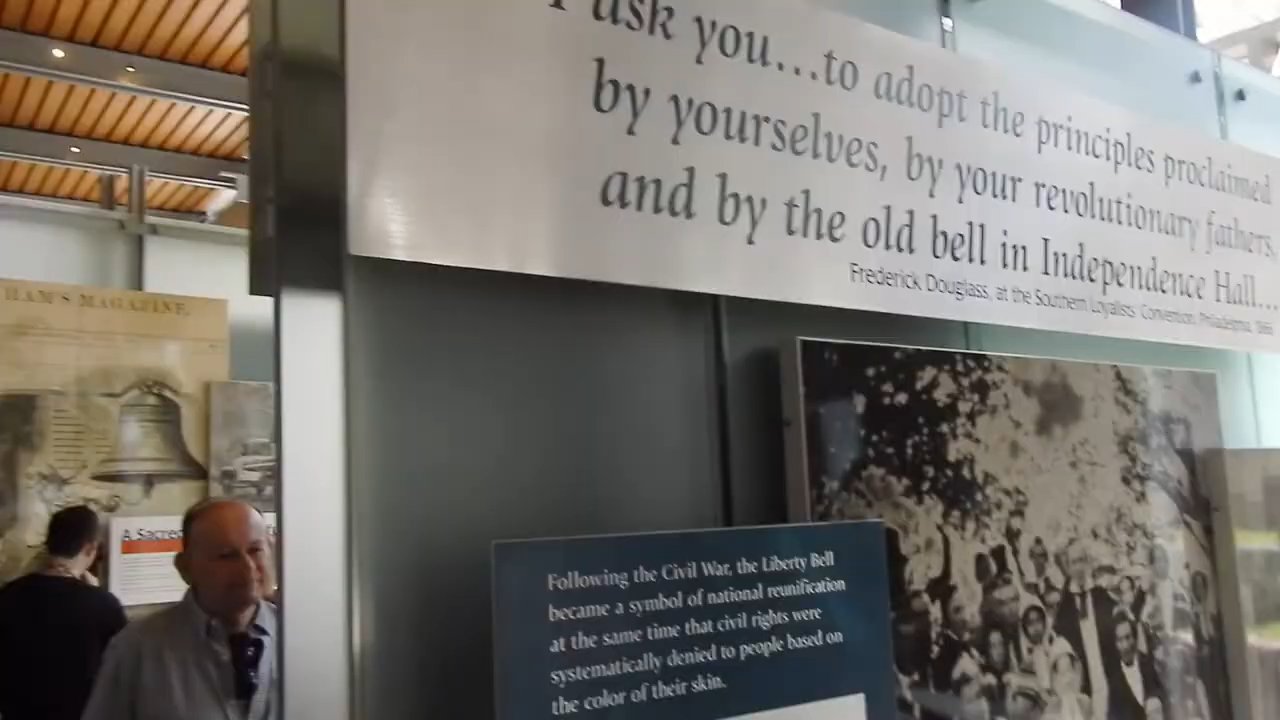 I ask you...to adopt the principles proclaimed
by yourselves, by your revolutionary fathers,
and by the old bell in Independence Hall...
Frederick Douglass, at the Southern Loyalists' Convention, Philadelphia, 1866
HAM'S MAGAZINE.
A Sacred
Following the Civil War, the Liberty Bell
became a symbol of national reunification
at the same time that civil rights were
systematically denied to people based on
the color of their skin.